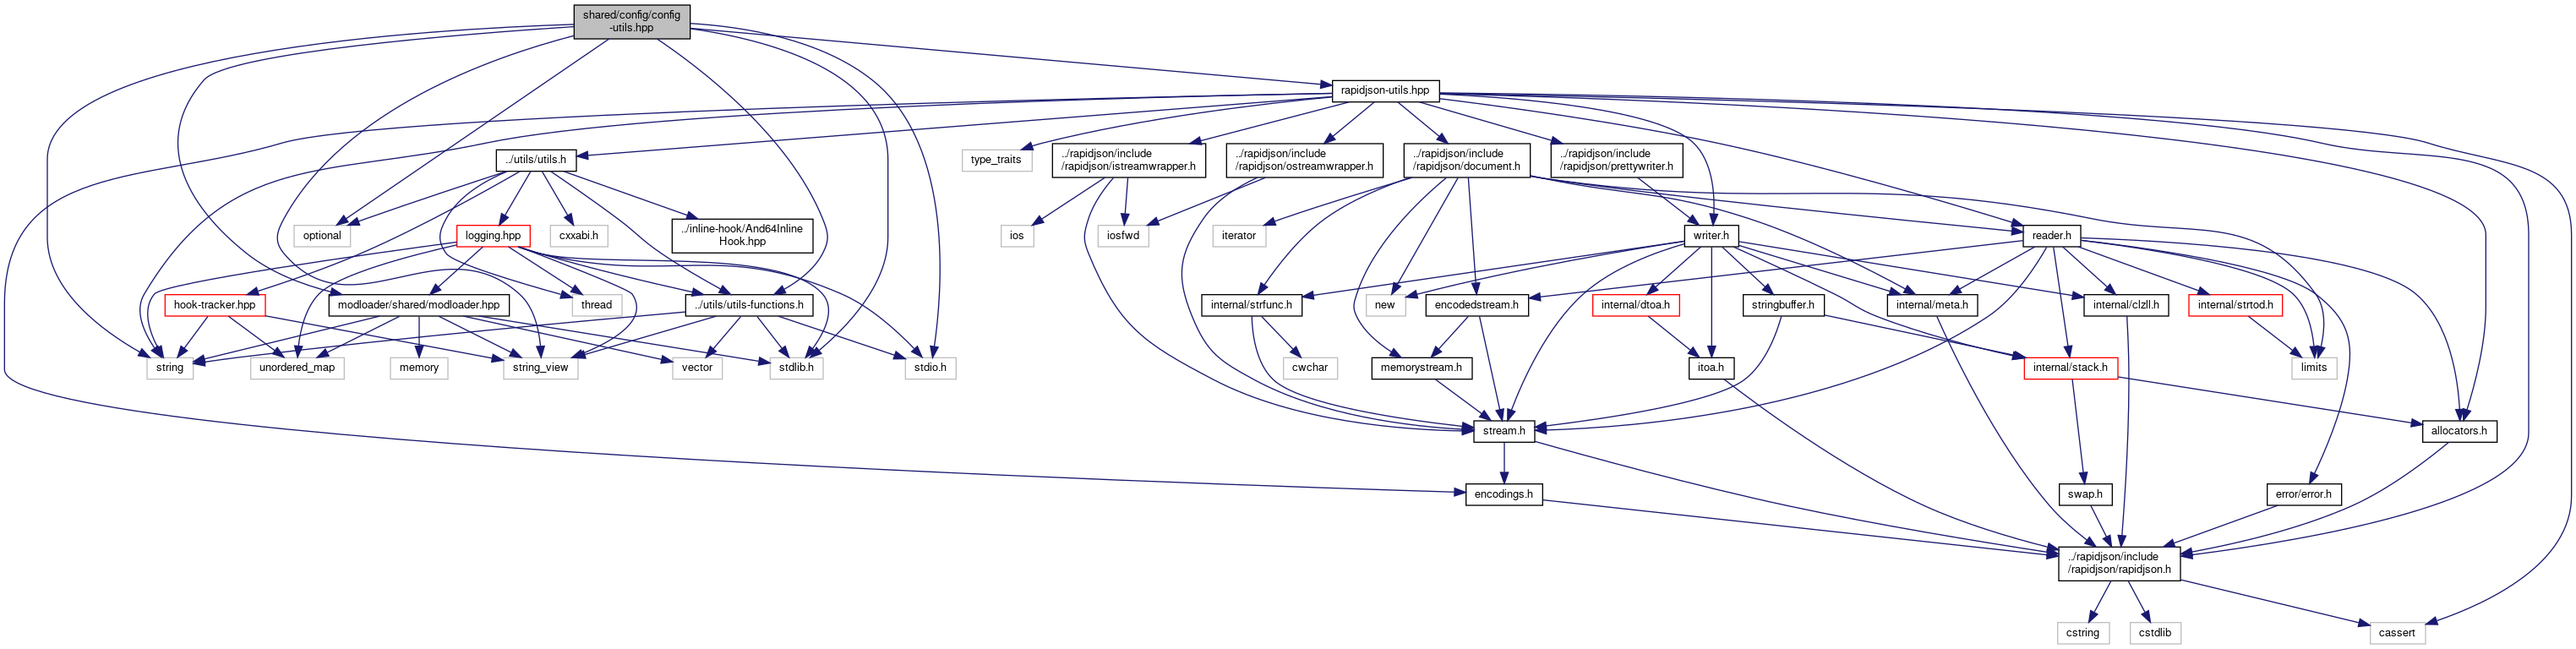 shared/config/config
-utils.hpp
rapidjson-utils.hpp
../utils/utils.h
type_traits
../rapidjson/include
/rapidjson/istreamwrapper.h
../rapidjson/include
/rapidjson/ostreamwrapper.h
../rapidjson/include
/rapidjson/document.h
../rapidjson/include
/rapidjson/prettywriter.h
optional
logging.hpp
cxxabi.h
../inline-hook/And64Inline
Hook.hpp
ios
iosfwd
iterator
writer.h
reader.h
hook-tracker.hpp
modloader/shared/modloader.hpp
thread
../utils/utils-functions.h
internal/strfunc.h
new
encodedstream.h
internal/dtoa.h
stringbuffer.h
internal/meta.h
internal/clzll.h
internal/strtod.h
string
unordered_map
memory
string_view
vector
stdlib.h
stdio.h
cwchar
memorystream.h
itoa.h
internal/stack.h
limits
stream.h
allocators.h
encodings.h
swap.h
error/error.h
../rapidjson/include
/rapidjson/rapidjson.h
cstring
cstdlib
cassert